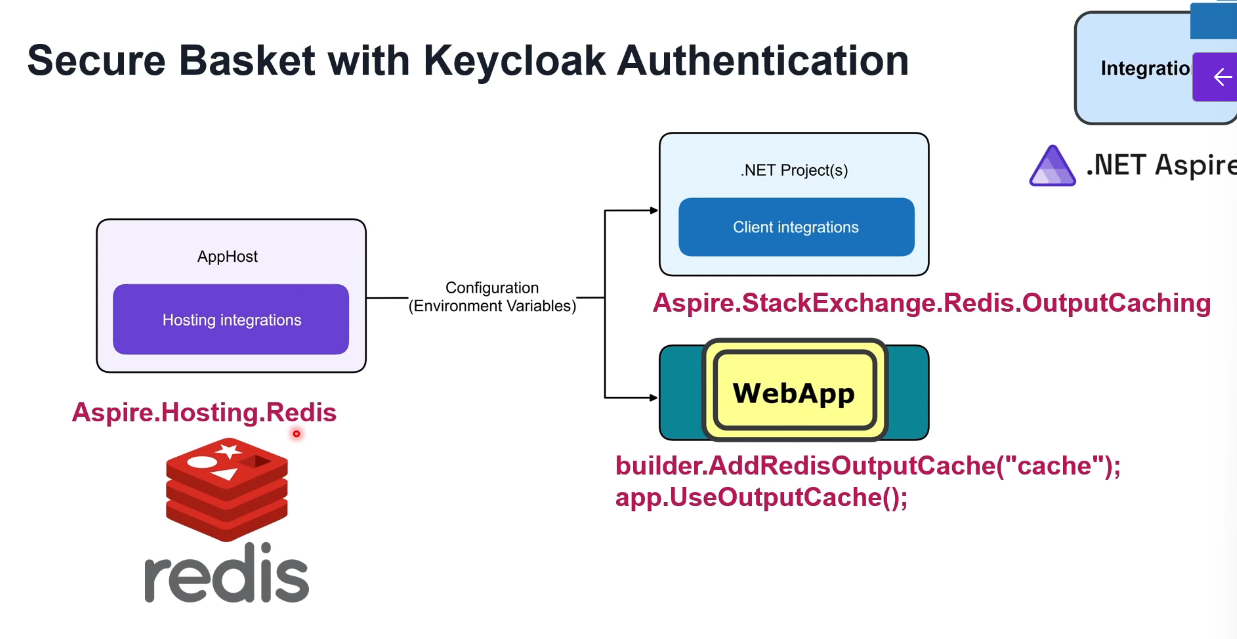 Secure Basket with Keycloak Authentication
Integratio
.NET Aspire
.NET Project(s)
Client integrations
AppHost
Hosting integrations
Configuration
(Environment Variables)
Aspire.StackExchange.Redis.OutputCaching
WebApp
Aspire.Hosting.Redis
builder.AddRedisOutputCache("cache");
app.UseOutputCache();
redis